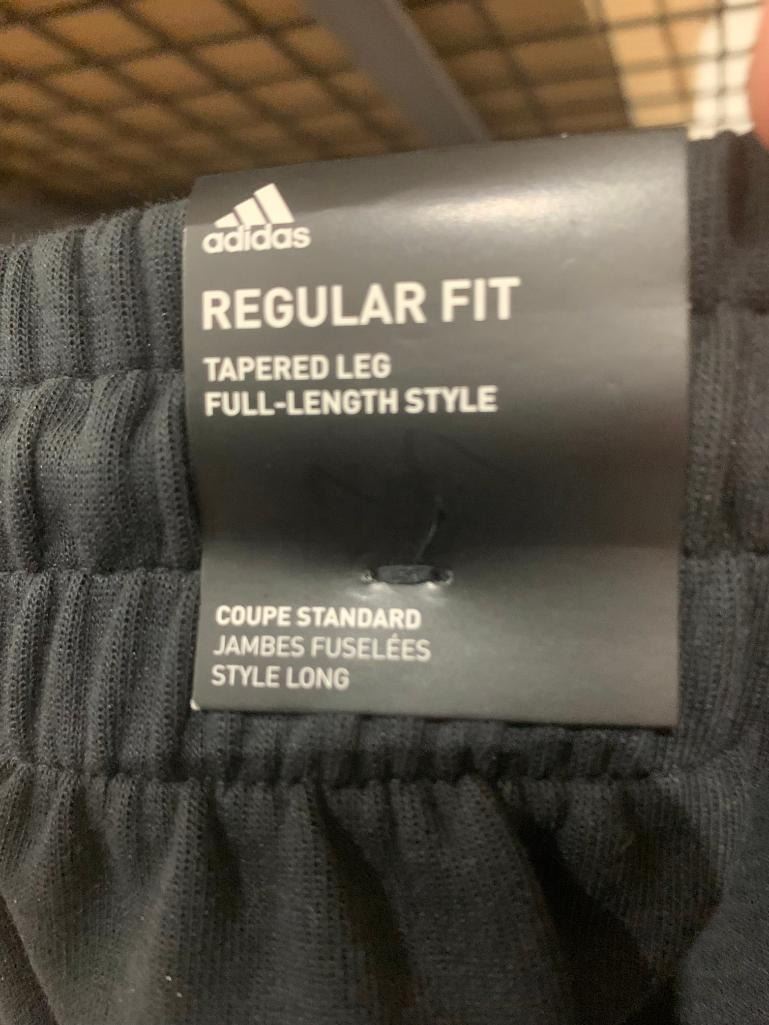 adidas
REGULAR FIT
TAPERED LEG
FULL-LENGTH STYLE
COUPE STANDARD
JAMBES FUSELÉES
STYLE LONG